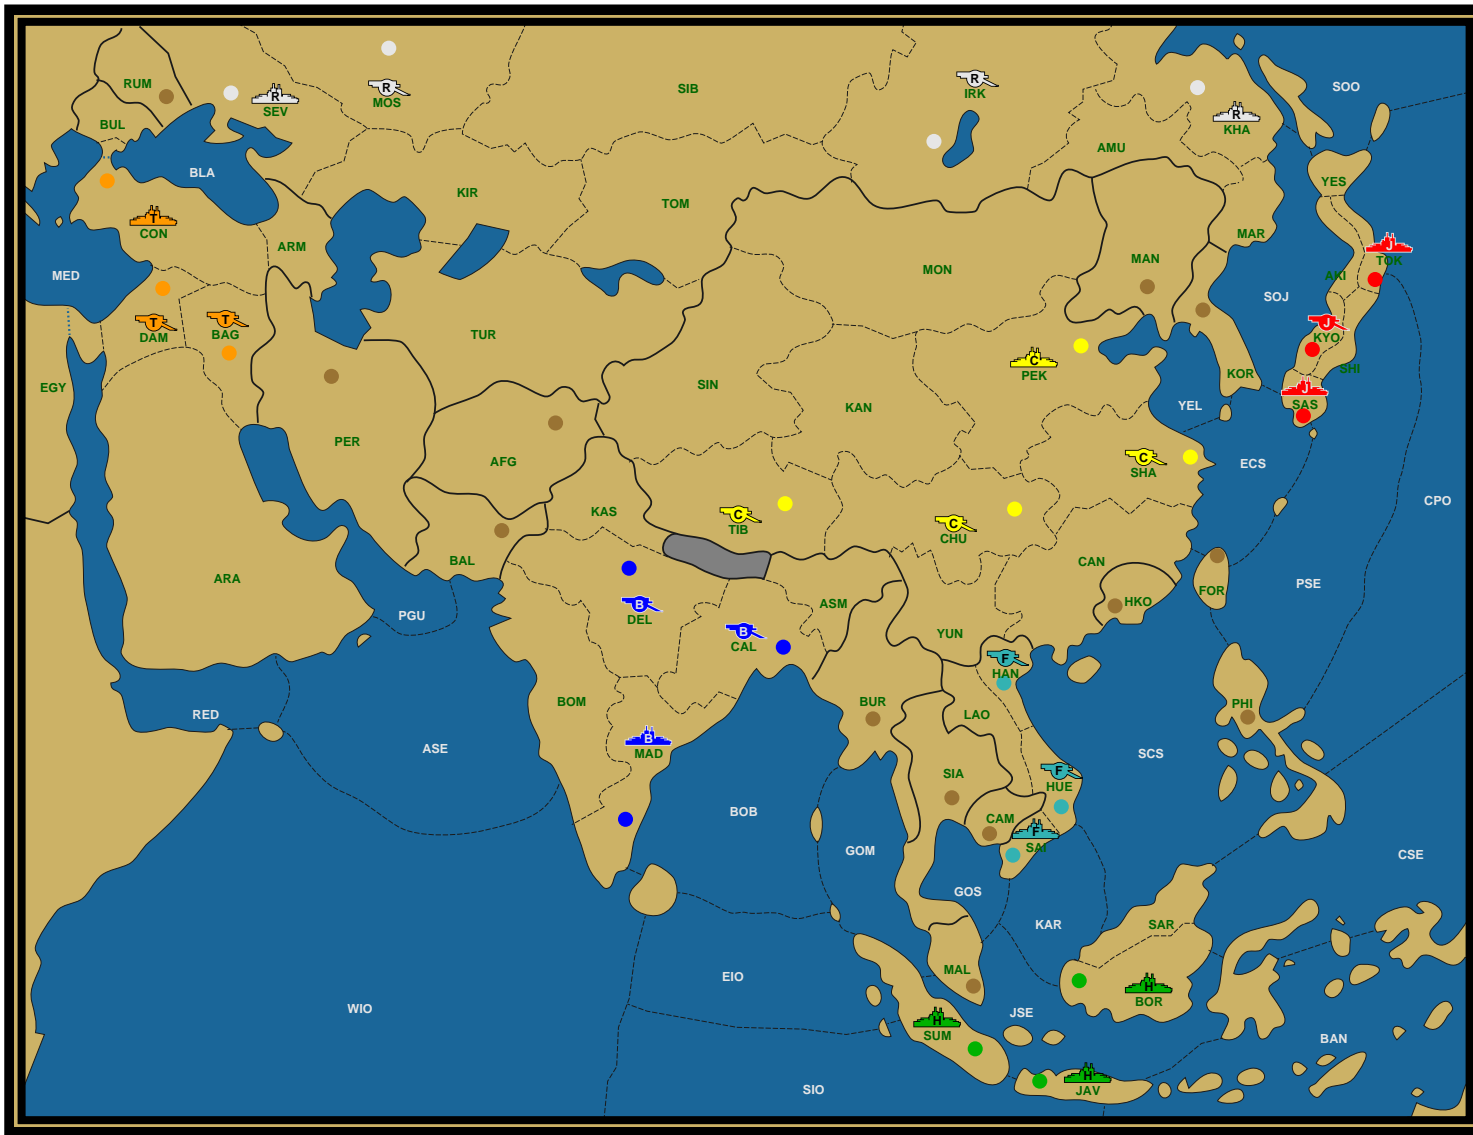 RUM
R
SEV
R
MOS
SIB
R
IRK
SOO
BUL
R
KHA
AMU
BLA
YES
KIR
TOM
T
CON
ARM
MAR
J
TOK
MED
MON
MAN
AKI
SOJ
T
DAM
T
BAG
TUR
J
KYO
EGY
SIN
C
PEK
KOR
SHI
KAN
YEL
J
SAS
PER
AFG
C
SHA
ECS
CPO
KAS
C
TIB
C
CHU
BAL
CAN
ARA
PGU
B
DEL
ASM
HKO
FOR
PSE
B
CAL
YUN
F
HAN
RED
BOM
BUR
LAO
PHI
ASE
B
MAD
SCS
SIA
F
HUE
BOB
CAM
F
SAI
GOM
CSE
GOS
KAR
SAR
EIO
MAL
H
BOR
WIO
JSE
H
SUM
BAN
SIO
H
JAV